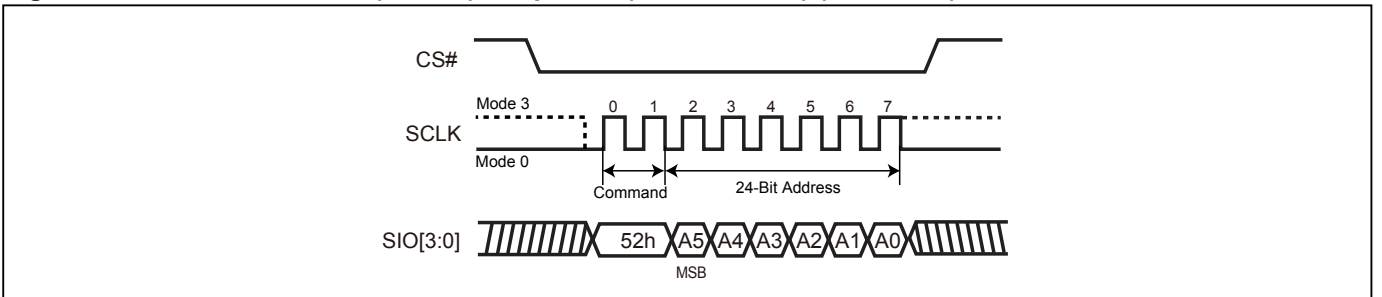 CS#
Mode 3
0 1 2 3 4 5 6 7
SCLK
Mode 0
Command
24-Bit Address
SIO[3:0]
52h A5 A4 A3 A2 A1 A0
MSB